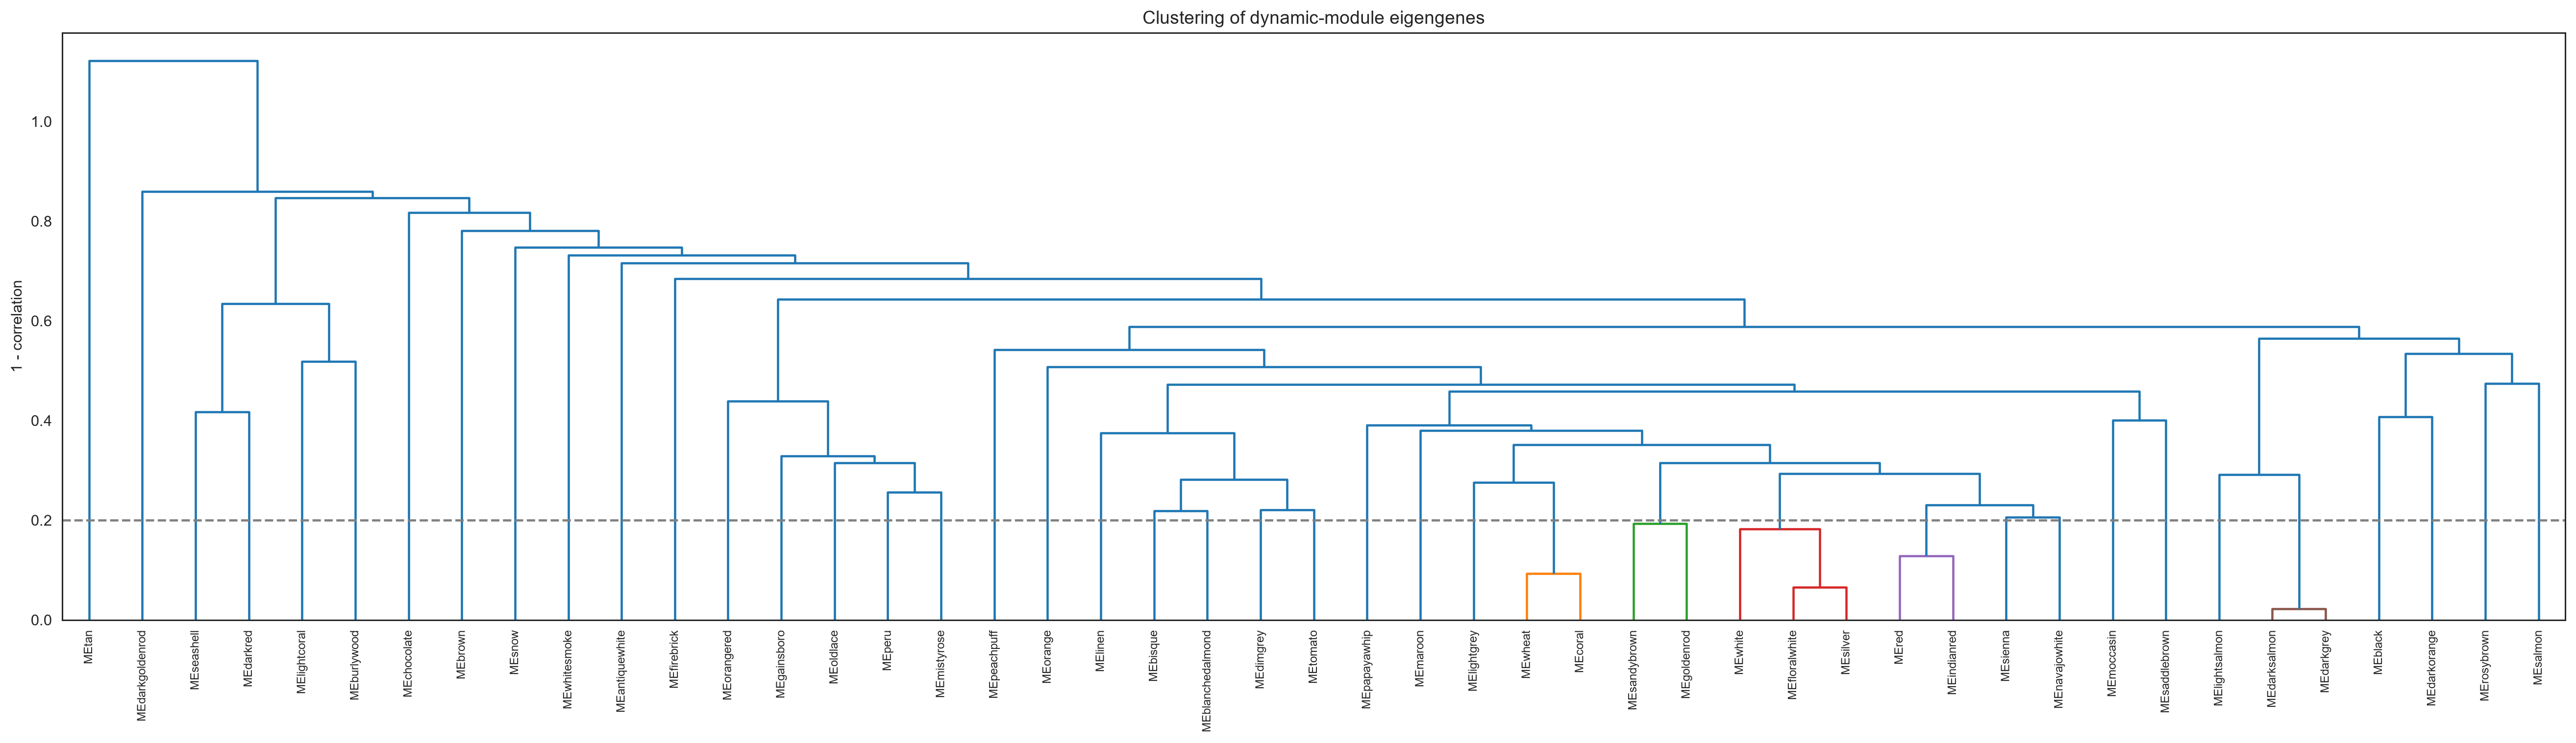 Clustering of dynamic-module eigengenes
1 - correlation
1.0
0.8
0.6
0.4
0.2
0.0
MEtan
MEdarkgoldenrod
MEseashell
MEdarkred
MElightcoral
MEburlywood
MEchocolate
MEbrown
MEsnow
MEwhitesmoke
MEantiquewhite
MEfirebrick
MEorangered
MEgainsboro
MEoldlace
MEperu
MEmistyrose
MEpeachpuff
MEorange
MElinen
MEbisque
MEblanchedalmond
MEdimgrey
MEtomato
MEpapayawhip
MEmaroon
MElightgrey
MEwheat
MEcoral
MEsandybrown
MEgoldenrod
MEwhite
MEfloralwhite
MEsilver
MEred
MEindianred
MEsienna
MEnavajowhite
MEmoccasin
MEsaddlebrown
MElightsalmon
MEdarksalmon
MEdarkgrey
MEblack
MEdarkorange
MErosybrown
MEsalmon